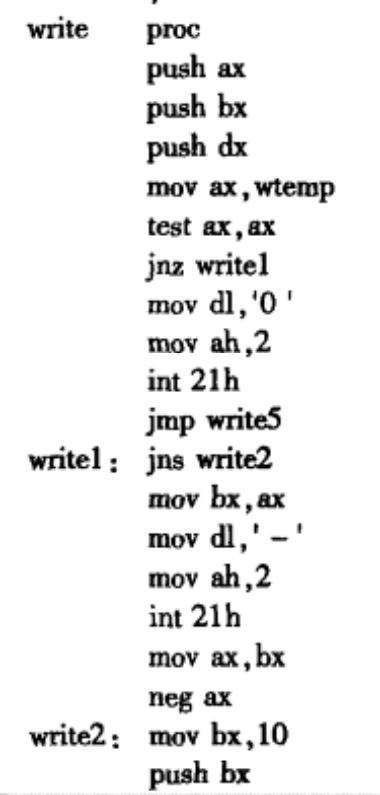 write proc
push ax
push bx
push dx
mov ax,wtemp
test ax,ax
jnz write1
mov dl,'0 '
mov ah,2
int 21h
jmp write5
write1: jns write2
mov bx,ax
mov dl,' – '
mov ah,2
int 21h
mov ax,bx
neg ax
write2: mov bx,10
push bx